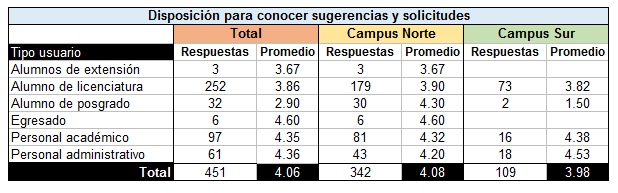 Disposición para conocer sugerencias y solicitudes
Total Campus Norte Campus Sur
Tipo usuario Respuestas Promedio Respuestas Promedio Respuestas Promedio
Alumnos de extensión 3 3.67 3 3.67
Alumno de licenciatura 252 3.86 179 3.90 73 3.82
Alumno de posgrado 32 2.90 30 4.30 2 1.50
Egresado 6 4.60 6 4.60
Personal académico 97 4.35 81 4.32 16 4.38
Personal administrativo 61 4.36 43 4.20 18 4.53
Total 451 4.06 342 4.08 109 3.98